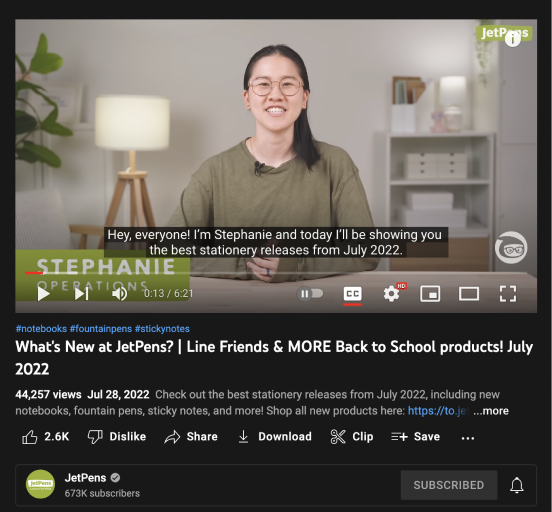 JetPens
Hey, everyone! I'm Stephanie and today I'll be showing you
the best stationery releases from July 2022.
STEPHANIE
OPERATIONS
0:13 / 6:21
CC
HD
#notebooks #fountainpens #stickynotes
What's New at JetPens? | Line Friends & MORE Back to School products! July
2022
44,257 views Jul 28, 2022 Check out the best stationery releases from July 2022, including new
notebooks, fountain pens, sticky notes, and more! Shop all new products here: https://to.je ...more
2.6K Dislike Share Download Clip Save
JetPens
JetPens
673K subscribers
SUBSCRIBED